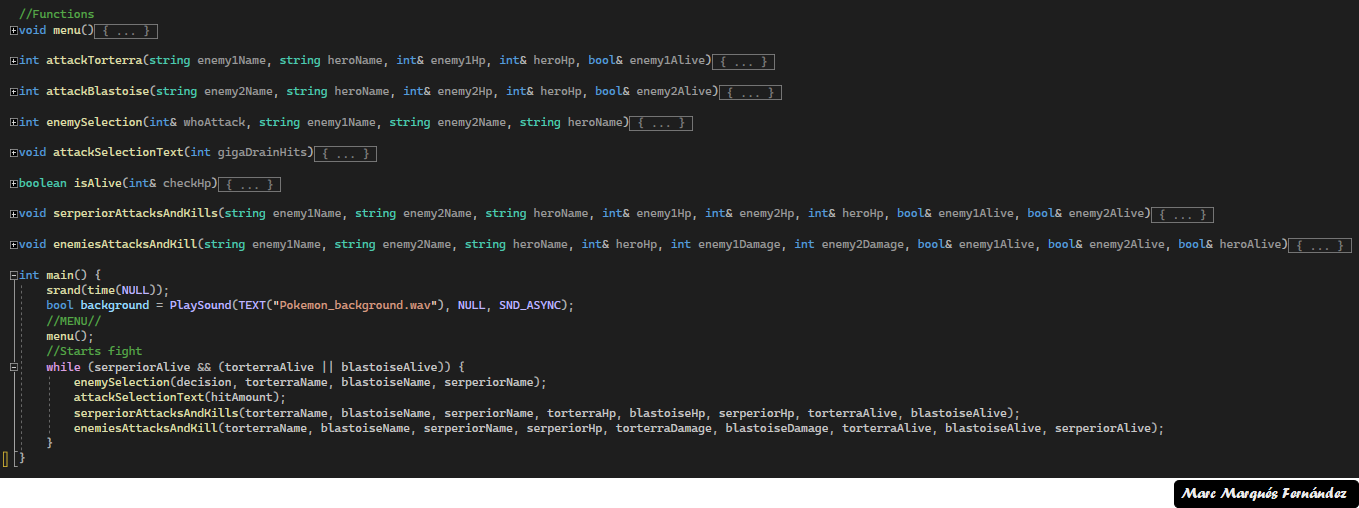 //Functions
void menu(){ ... }
int attackTorterra(string enemy1Name, string heroName, int& enemy1Hp, int& heroHp, bool& enemy1Alive){ ... }
int attackBlastoise(string enemy2Name, string heroName, int& enemy2Hp, int& heroHp, bool& enemy2Alive){ ... }
int enemySelection(int& whoAttack, string enemy1Name, string enemy2Name, string heroName){ ... }
void attackSelectionText(int gigaDrainHits){ ... }
boolean isAlive(int& checkHp){ ... }
void serperiorAttacksAndKills(string enemy1Name, string enemy2Name, string heroName, int& enemy1Hp, int& enemy2Hp, int& heroHp, bool& enemy1Alive, bool& enemy2Alive){ ... }
void enemiesAttacksAndKill(string enemy1Name, string enemy2Name, string heroName, int& heroHp, int enemy1Damage, int enemy2Damage, bool& enemy1Alive, bool& enemy2Alive, bool& heroAlive){ ... }
int main() {
srand(time(NULL));
bool background = PlaySound(TEXT("Pokemon_background.wav"), NULL, SND_ASYNC);
//MENU//
menu();
//Starts fight
while (serperiorAlive && (torterraAlive || blastoiseAlive)) {
enemySelection(decision, torterraName, blastoiseName, serperiorName);
attackSelectionText(hitAmount);
serperiorAttacksAndKills(torterraName, blastoiseName, serperiorName, torterraHp, blastoiseHp, serperiorHp, torterraAlive, blastoiseAlive);
enemiesAttacksAndKill(torterraName, blastoiseName, serperiorName, serperiorHp, torterraDamage, blastoiseDamage, torterraAlive, blastoiseAlive, serperiorAlive);
}
}
Marc Marqués Fernández